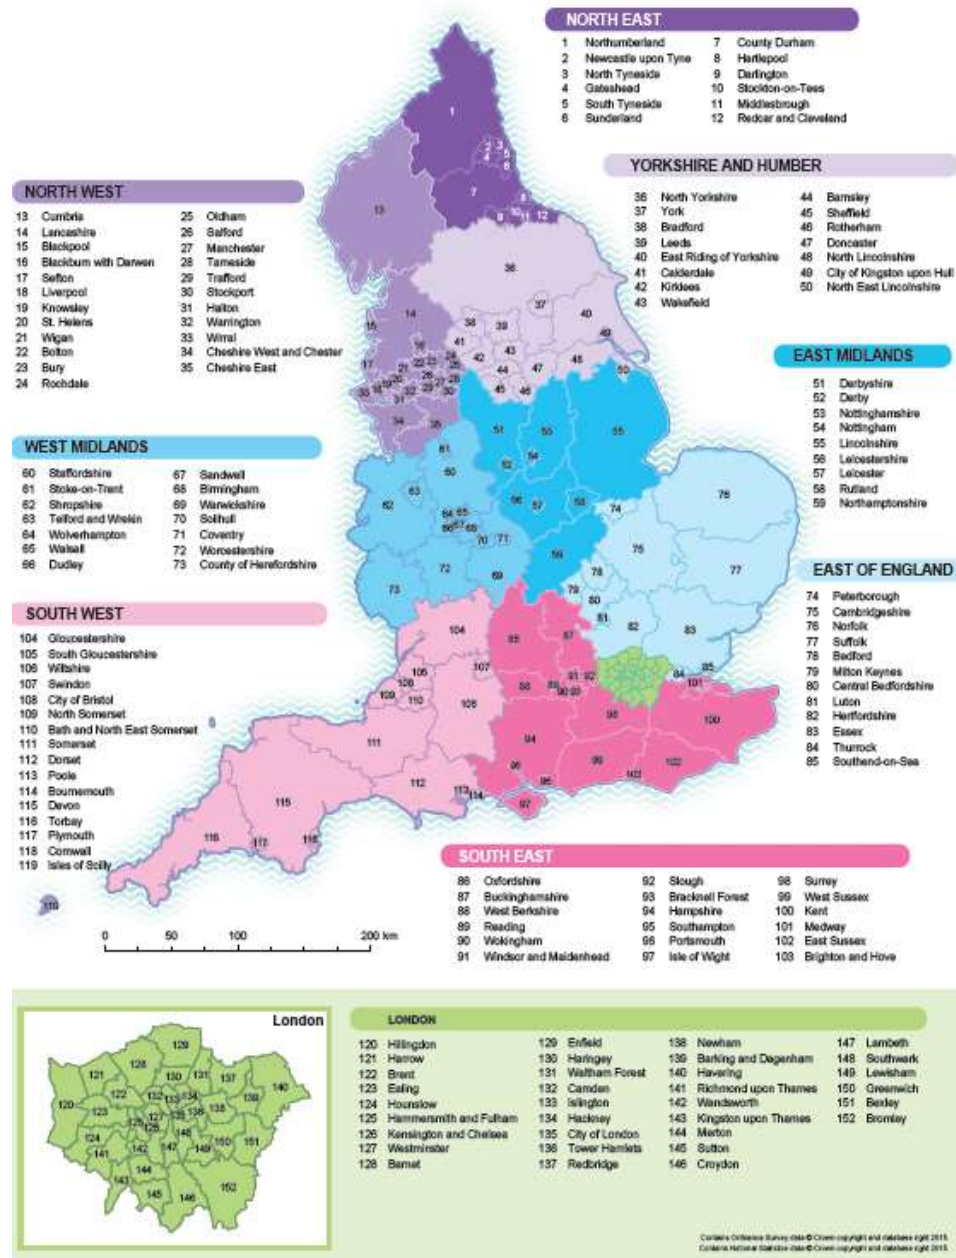 NORTH EAST
1 Northumberland
2 Newcastle upon Tyne
3 North Tyneside
4 Gateshead
5 South Tyneside
6 Sunderland
7 County Durham
8 Hartlepool
9 Darlington
10 Stockton-on-Tees
11 Middlesbrough
12 Redcar and Cleveland
NORTH WEST
13 Cumbria
14 Lancashire
15 Blackpool
16 Blackburn with Darwen
17 Sefton
18 Liverpool
19 Knowsley
20 St. Helens
21 Wigan
22 Bolton
23 Bury
24 Rochdale
25 Oldham
26 Salford
27 Manchester
28 Tameside
29 Trafford
30 Stockport
31 Halton
32 Warrington
33 Wirral
34 Cheshire West and Chester
35 Cheshire East
YORKSHIRE AND HUMBER
36 North Yorkshire
37 York
38 Bradford
39 Leeds
40 East Riding of Yorkshire
41 Calderdale
42 Kirklees
43 Wakefield
44 Barnsley
45 Sheffield
46 Rotherham
47 Doncaster
48 North Lincolnshire
49 City of Kingston upon Hull
50 North East Lincolnshire
EAST MIDLANDS
51 Derbyshire
52 Derby
53 Nottinghamshire
54 Nottingham
55 Lincolnshire
56 Leicestershire
57 Leicester
58 Rutland
59 Northamptonshire
WEST MIDLANDS
60 Staffordshire
61 Stoke-on-Trent
62 Shropshire
63 Telford and Wrekin
64 Wolverhampton
65 Walsall
66 Dudley
67 Sandwell
68 Birmingham
69 Warwickshire
70 Solihull
71 Coventry
72 Worcestershire
73 County of Herefordshire
EAST OF ENGLAND
74 Peterborough
75 Cambridgeshire
76 Norfolk
77 Suffolk
78 Bedford
79 Milton Keynes
80 Central Bedfordshire
81 Luton
82 Hertfordshire
83 Essex
84 Thurrock
85 Southend-on-Sea
SOUTH WEST
104 Gloucestershire
105 South Gloucestershire
106 Wiltshire
107 Swindon
108 City of Bristol
109 North Somerset
110 Bath and North East Somerset
111 Somerset
112 Dorset
113 Poole
114 Bournemouth
115 Devon
116 Torbay
117 Plymouth
118 Cornwall
119 Isles of Scilly
SOUTH EAST
86 Oxfordshire
87 Buckinghamshire
88 West Berkshire
89 Reading
90 Wokingham
91 Windsor and Maidenhead
92 Slough
93 Bracknell Forest
94 Hampshire
95 Southampton
96 Portsmouth
97 Isle of Wight
98 Surrey
99 West Sussex
100 Kent
101 Medway
102 East Sussex
103 Brighton and Hove
0 50 100 200 km
London
LONDON
120 Hillingdon
121 Harrow
122 Brent
123 Ealing
124 Hounslow
125 Hammersmith and Fulham
126 Kensington and Chelsea
127 Westminster
128 Barnet
129 Enfield
130 Haringey
131 Waltham Forest
132 Camden
133 Islington
134 Hackney
135 City of London
136 Tower Hamlets
137 Redbridge
138 Newham
139 Barking and Dagenham
140 Havering
141 Richmond upon Thames
142 Wandsworth
143 Kingston upon Thames
144 Merton
145 Sutton
146 Croydon
147 Lambeth
148 Southwark
149 Lewisham
150 Greenwich
151 Bexley
152 Bromley
Contains Ordnance Survey data © Crown copyright and database right 2015
Contains National Statistics data © Crown copyright and database right 2015